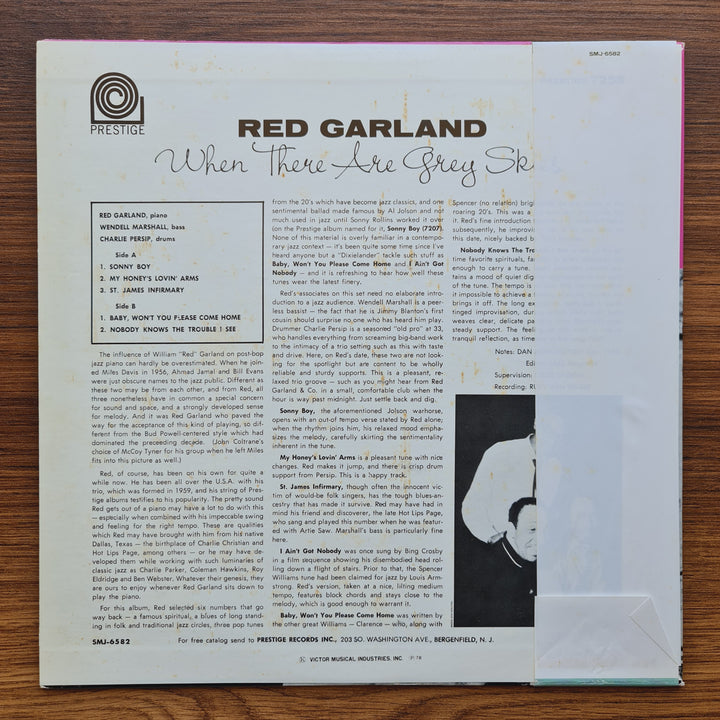 SMJ-6582
PRESTIGE
RED GARLAND
When There Are Grey Sk
RED GARLAND, piano
WENDELL MARSHALL, bass
CHARLIE PERSIP, drums
Side A
1. SONNY BOY
2. MY HONEY'S LOVIN' ARMS
3. ST. JAMES INFIRMARY
Side B
1. BABY, WON'T YOU PLEASE COME HOME
2. NOBODY KNOWS THE TROUBLE I SEE
The influence of William "Red" Garland on post-bop
jazz piano can hardly be overestimated. When he join-
ed Miles Davis in 1956, Ahmad Jamal and Bill Evans
were just obscure names to the jazz public. Different as
these two may be from each other, and from Red, all
three nonetheless have in common a special concern
for sound and space, and a strongly developed sense
for melody. And it was Red Garland who paved the
way for the acceptance of this kind of playing, so dif-
ferent from the Bud Powell-centered style which had
dominated the preceeding decade. (John Coltrane's
choice of McCoy Tyner for his group when he left Miles
fits into this picture as well.)
Red, of course, has been on his own for quite a
while now. He has been all over the U.S.A. with his
trio, which was formed in 1959, and his string of Pres-
tige albums testifies to his popularity. The pretty sound
Red gets out of a piano may have a lot to do with this
— especially when combined with his impeccable swing
and feeling for the right tempo. These are qualities
which Red may have brought with him from his native
Dallas, Texas — the birthplace of Charlie Christian and
Hot Lips Page, among others — or he may have de-
veloped them while working with such luminaries of
classic jazz as Charlie Parker, Coleman Hawkins, Roy
Eldridge and Ben Webster. Whatever their genesis, they
are ours to enjoy whenever Red Garland sits down to
play the piano.
For this album, Red selected six numbers that go
way back — a famous spiritual, a blues of long stand-
ing in folk and traditional jazz circles, three pop tunes
from the 20's which have become jazz classics, and one
sentimental ballad made famous by Al Jolson and not
much used in jazz until Sonny Rollins worked it over
(on the Prestige album named for it, Sonny Boy (7207).
None of this material is overly familiar in a contempo-
rary jazz context — it's been quite some time since I've
heard anyone but a "Dixielander" tackle such stuff as
Baby, Won't You Please Come Home and I Ain't Got
Nobody — and it is refreshing to hear how well these
tunes wear the latest finery.
Red's associates on this set need no elaborate intro-
duction to a jazz audience. Wendell Marshall is a peer-
less bassist — the fact that he is Jimmy Blanton's first
cousin should surprise no one who has heard him play.
Drummer Charlie Persip is a seasoned "old pro" at 33,
who handles everything from screaming big-band work
to the intimacy of a trio setting such as this with taste
and drive. Here, on Red's date, these two are not look-
ing for the spotlight but are content to be wholly
reliable and sturdy supports. This is a pleasant, re-
laxed trio groove — such as you might hear from Red
Garland & Co. in a small, comfortable club when the
hour is way past midnight. Just settle back and dig.
Sonny Boy, the aforementioned Jolson warhorse,
opens with an out-of tempo verse stated by Red alone;
when the rhythm joins him, his relaxed mood empha-
sizes the melody, carefully skirting the sentimentality
inherent in the tune.
My Honey's Lovin' Arms is a pleasant tune with nice
changes. Red makes it jump, and there is crisp drum
support from Persip. This is a happy track.
St. James Infirmary, though often the innocent vic-
tim of would-be folk singers, has the tough blues-an-
cestry that has made it survive. Red may have had in
mind his friend and discoverer, the late Hot Lips Page,
who sang and played this number when he was featur-
ed with Artie Saw. Marshall's bass is particularly fine
here.
I Ain't Got Nobody was once sung by Bing Crosby
in a film sequence showing his disembodied head rol-
ling down a flight of stairs. Prior to that, the Spencer
Williams tune had been claimed for jazz by Louis Arm-
strong. Red's version, taken at a nice, lilting medium
tempo, features block chords and stays close to the
melody, which is good enough to warrant it.
Baby, Won't You Please Come Home was written by
the other great Williams — Clarence — who, along with
Spencer (no relation) brigh
roaring 20's. This was a
it. Red's fine introduction
subsequently, he improvis
this date, nicely backed b
Nobody Knows The Tro
time favorite spirituals, fa
enough to carry a tune.
tains a mood of quiet dig
of the tune. The tempo is
it impossible to achieve a
brings it off. The long ex
tinged improvisation, dur
weaves clear; delicate pa
steady support. The feelin
tranquil reflection, as time
Notes: DAN
Edi
Supervision
Recording: RU
SMJ-6582
For free catalog send to PRESTIGE RECORDS INC., 203 SO. WASHINGTON AVE., BERGENFIELD, N. J.
VICTOR MUSICAL INDUSTRIES, INC. Ⓟ 78